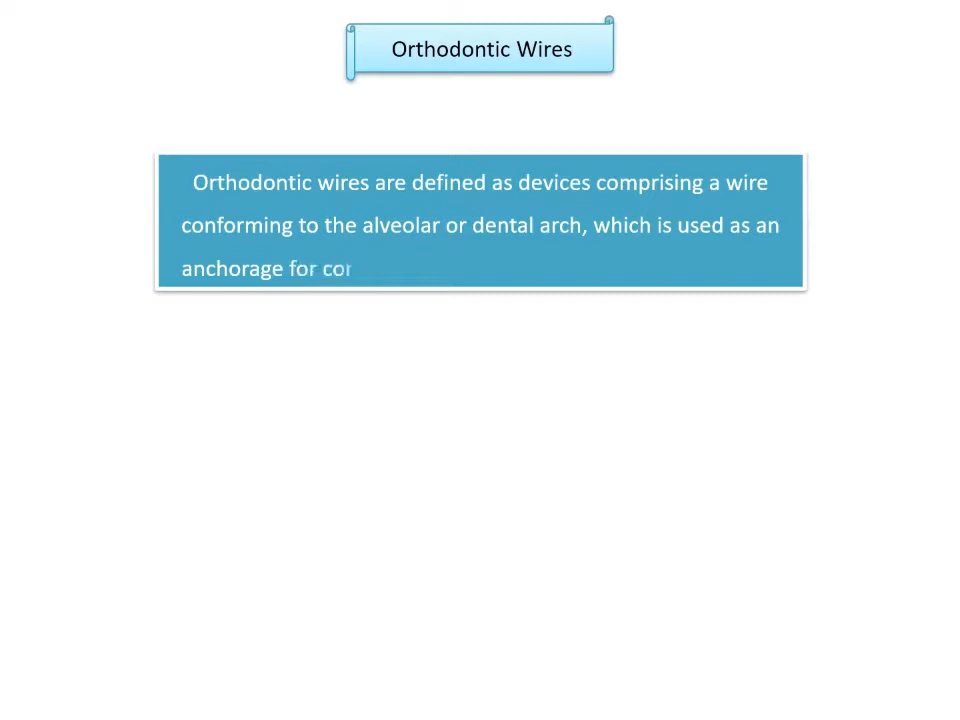 Orthodontic Wires
Orthodontic wires are defined as devices comprising a wire
conforming to the alveolar or dental arch, which is used as an
anchorage for